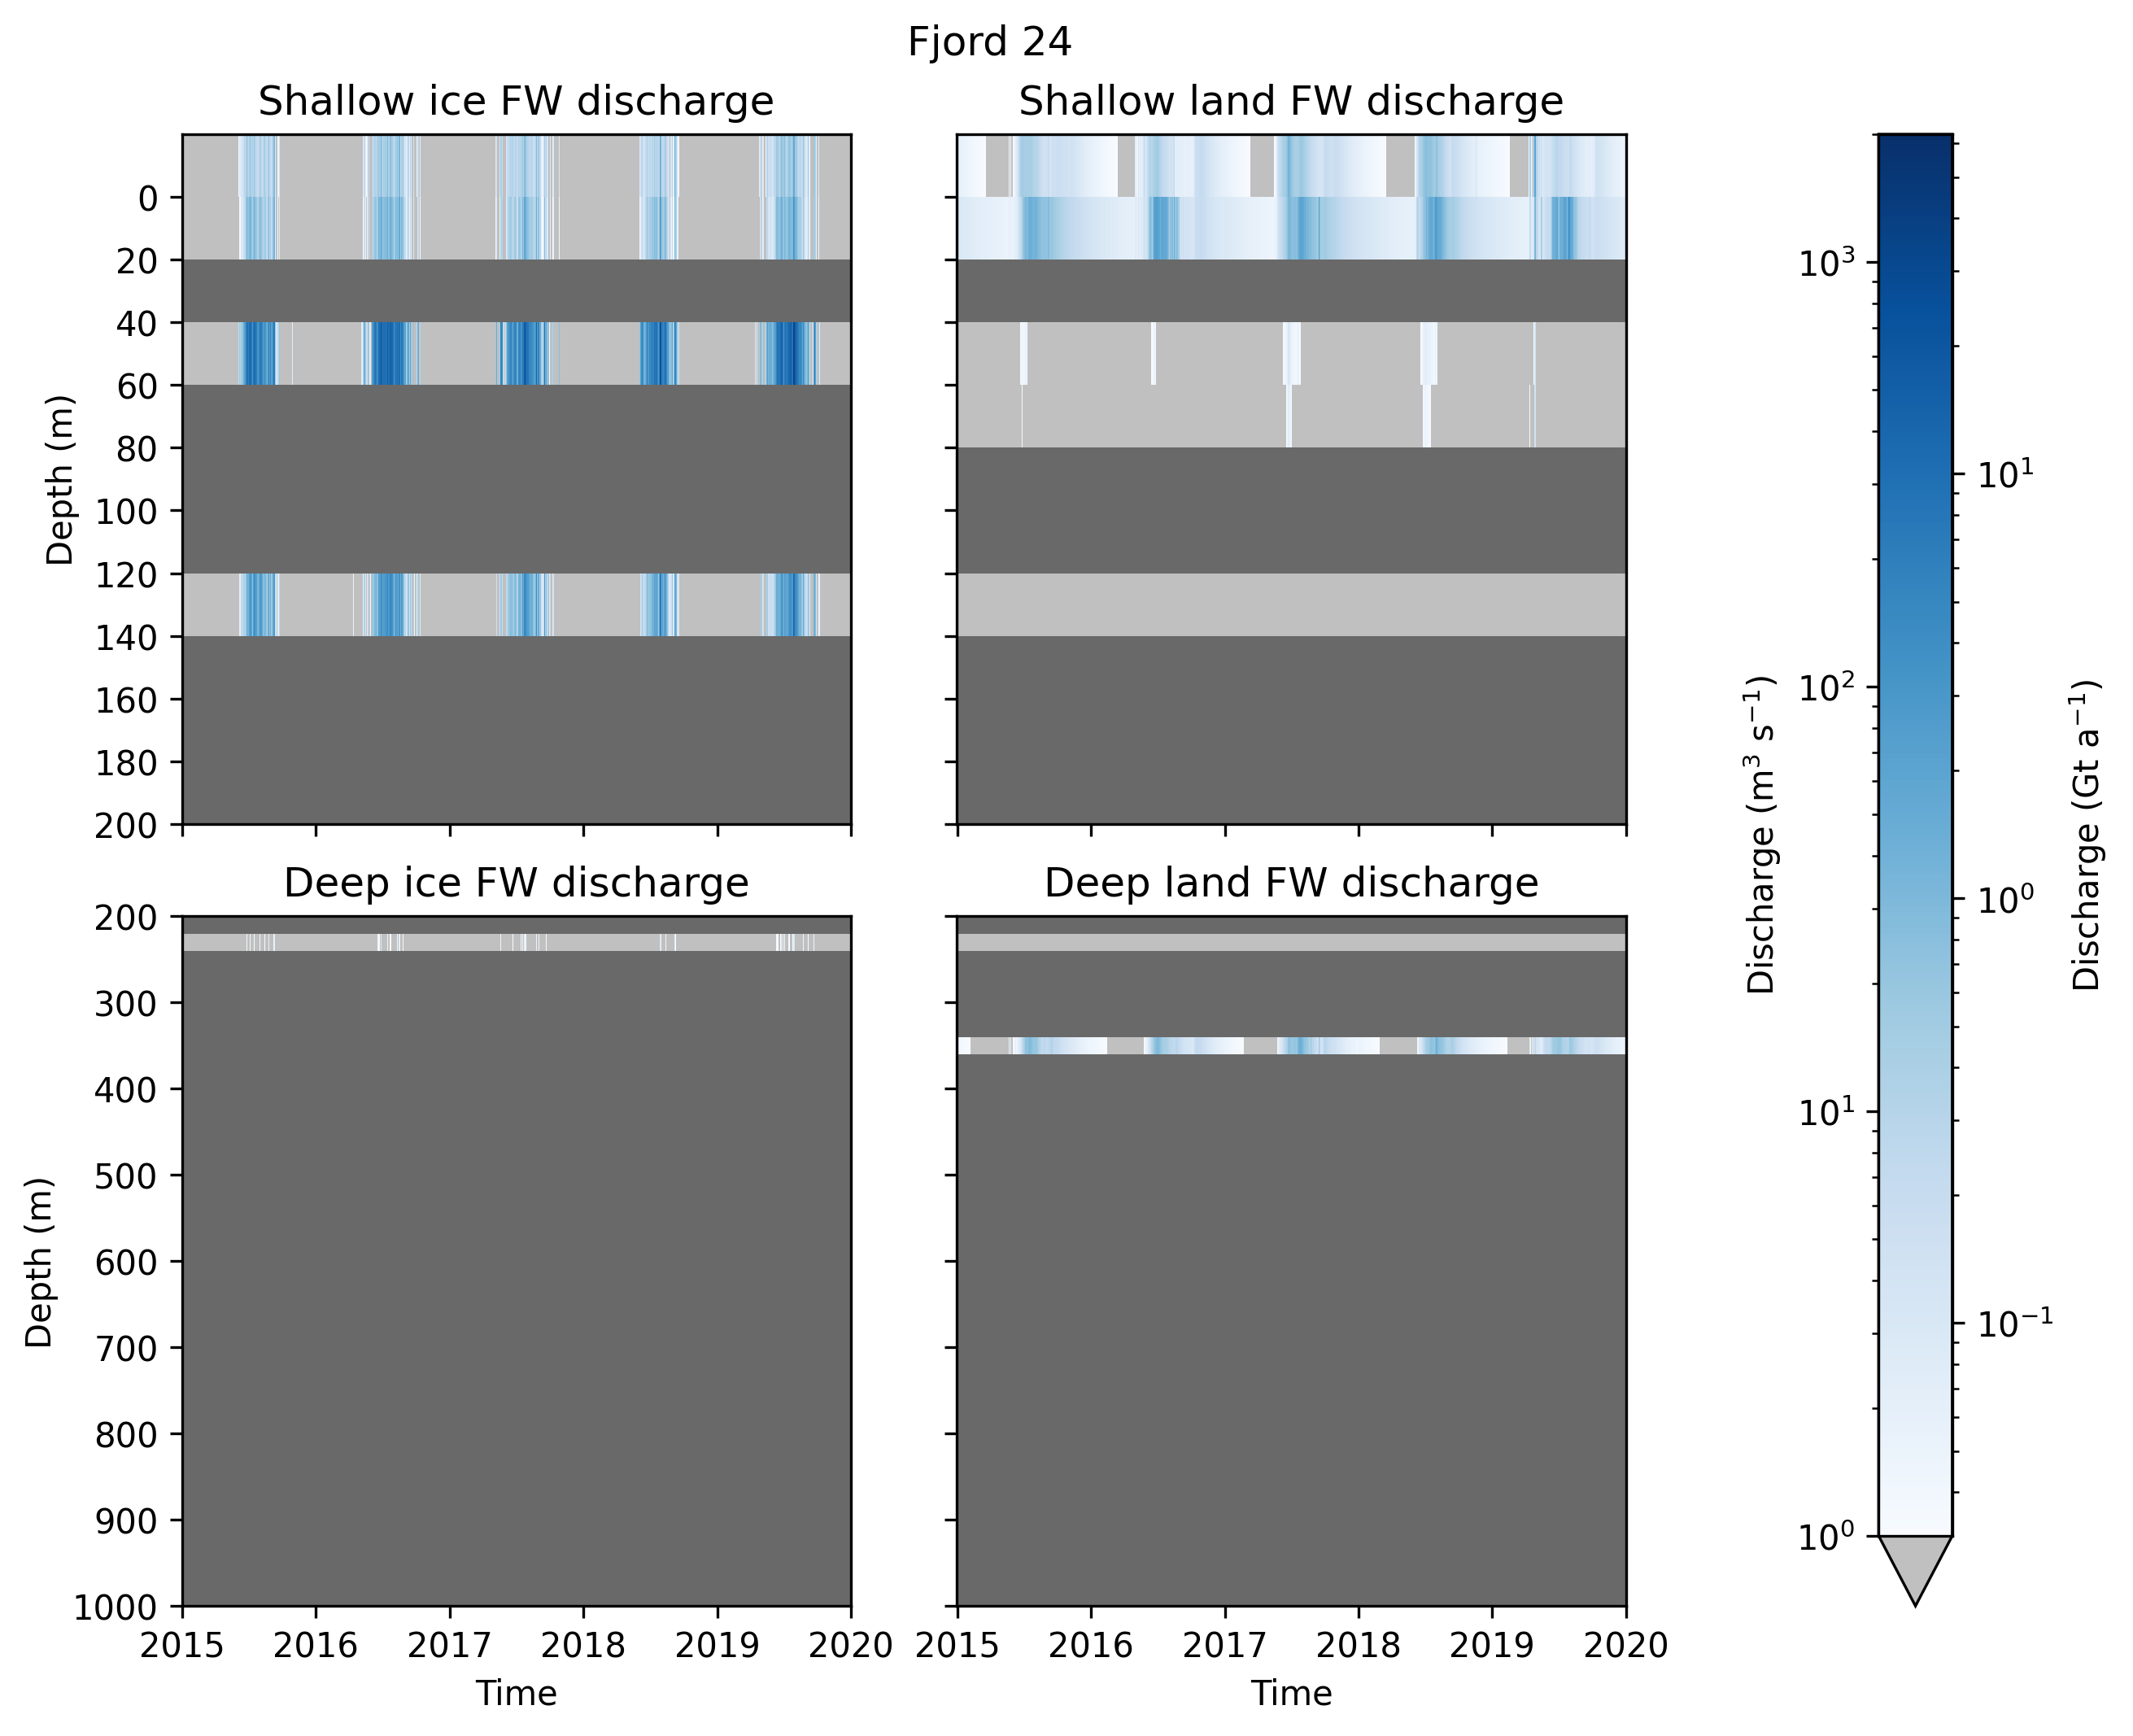 Fjord 24
Shallow ice FW discharge
Shallow land FW discharge
0
20
40
60
80
100
120
140
160
180
200
Depth (m)
Deep ice FW discharge
Deep land FW discharge
200
300
400
500
600
700
800
900
1000
Depth (m)
2015 2016 2017 2018 2019 2020
2015 2016 2017 2018 2019 2020
Time
Time
Discharge (m³ s⁻¹)
10³
10²
10¹
10⁰
10¹
10⁰
10⁻¹
Discharge (Gt a⁻¹)